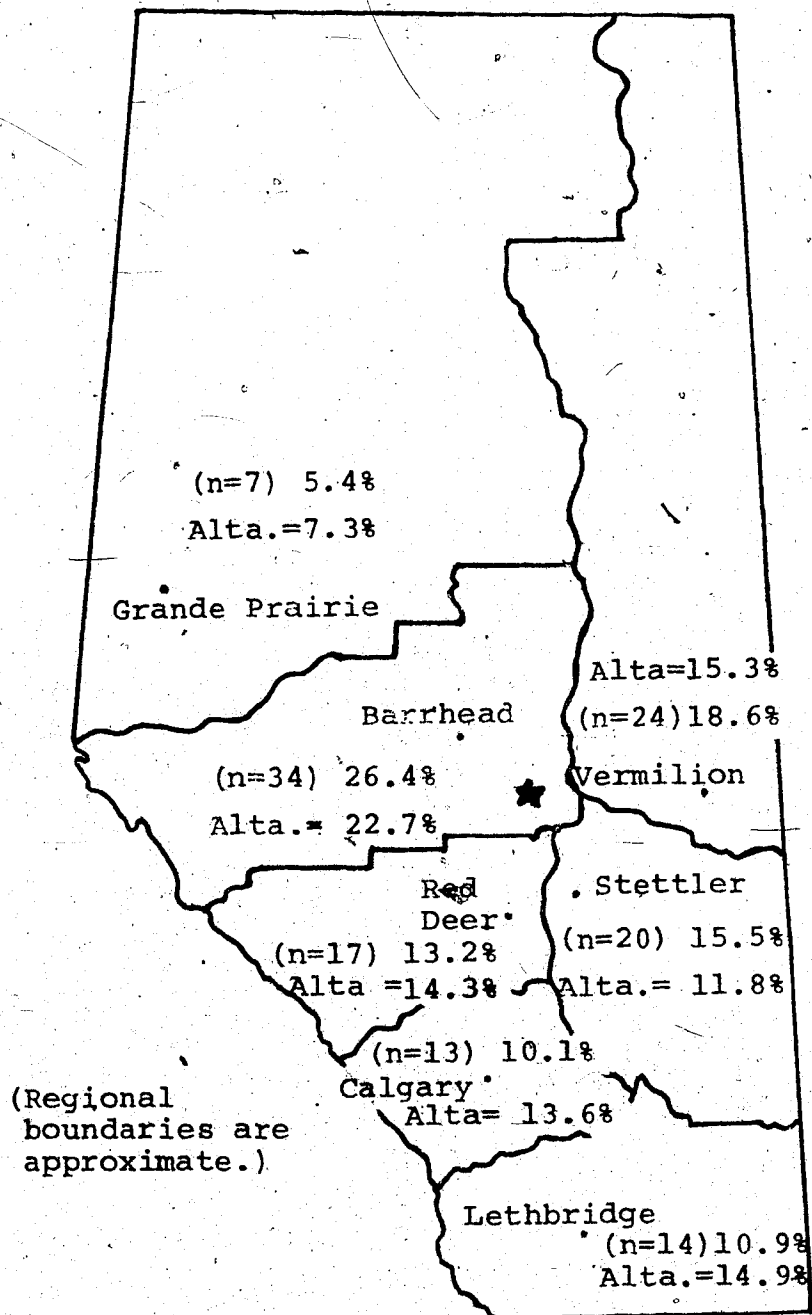 (n=7) 5.4%
Alta.=7.3%
Grande Prairie
Alta=15.3%
Barrhead
(n=24)18.6%
(n=34) 26.4%
Vermilion
Alta.= 22.7%
Red
Deer
Stettler
(n=17) 13.2%
(n=20) 15.5%
Alta =14.3%
Alta.= 11.8%
(n=13) 10.1%
Calgary
Alta= 13.6%
(Regional
boundaries are
approximate.)
Lethbridge
(n=14)10.9%
Alta.=14.9%